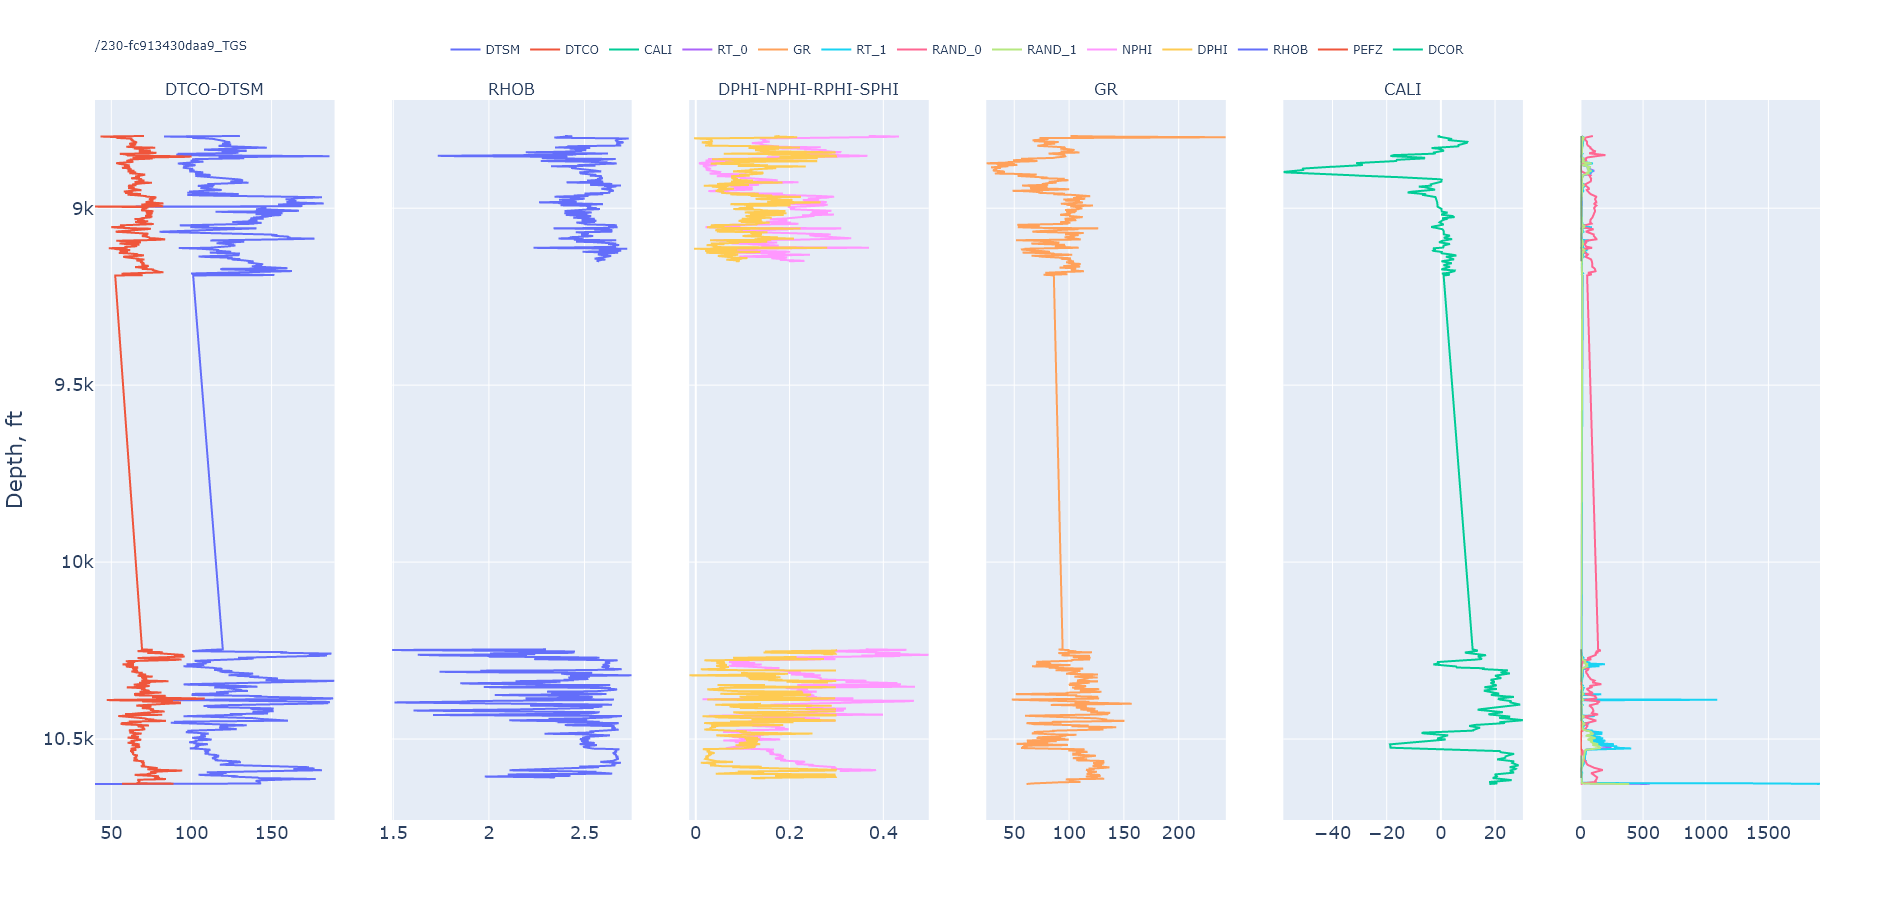 /230-fc913430daa9_TGS
DTSM DTCO CALI RT_0 GR RT_1 RAND_0 RAND_1 NPHI DPHI RHOB PEFZ DCOR
DTCO-DTSM RHOB DPHI-NPHI-RPHI-SPHI GR CALI
9k
9.5k
10k
10.5k
Depth, ft
50 100 150 1.5 2 2.5 0 0.2 0.4 50 100 150 200 −40 −20 0 20 0 500 1000 1500